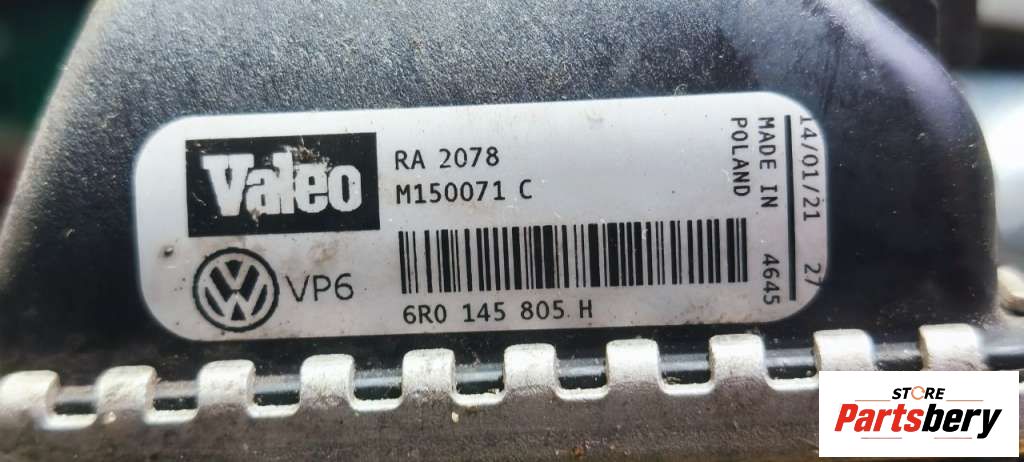 Valeo
RA 2078
M150071 C
VP6
6R0 145 805 H
MADE IN
POLAND
4645
14/01/21 27
STORE
Partsbery